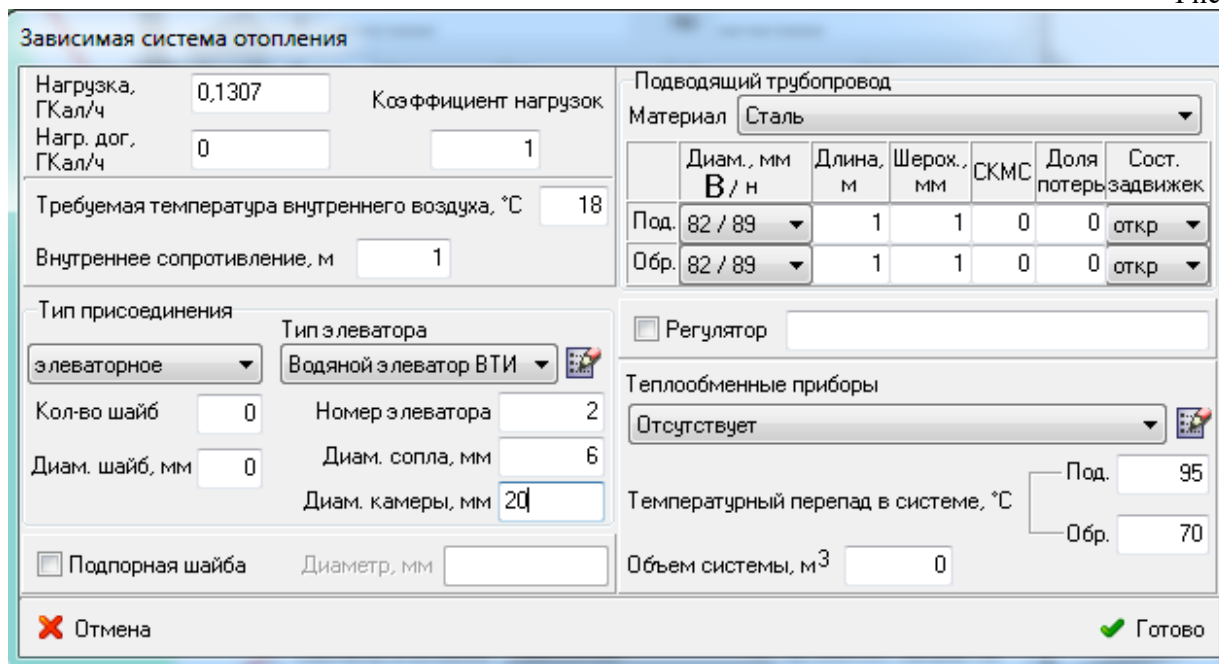 Зависимая система отопления
Нагрузка, ГКал/ч 0,1307
Коэффициент нагрузок
Нагр. дог, ГКал/ч 0
1
Требуемая температура внутреннего воздуха, °C 18
Внутреннее сопротивление, м 1
Тип присоединения
Тип элеватора
элеваторное
Водяной элеватор ВТИ
Кол-во шайб 0
Номер элеватора 2
Диам. шайб, мм 0
Диам. сопла, мм 6
Диам. камеры, мм 20
Подпорная шайба
Диаметр, мм
Подводящий трубопровод
Материал Сталь
Диам., мм В / н Длина, м Шерох., мм СКМС Доля потерь Сост. задвижек
Под. 82 / 89 1 1 0 0 откр
Обр. 82 / 89 1 1 0 0 откр
Регулятор
Теплообменные приборы
Отсутствует
Температурный перепад в системе, °C
Под. 95
Обр. 70
Объем системы, м3 0
Отмена
Готово